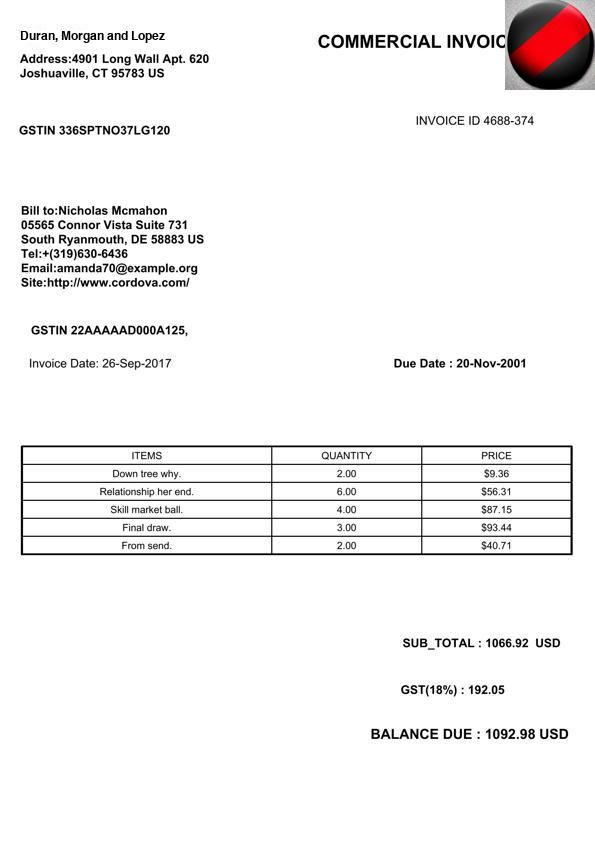 Duran, Morgan and Lopez
COMMERCIAL INVOIC
Address:4901 Long Wall Apt. 620
Joshuaville, CT 95783 US
INVOICE ID 4688-374
GSTIN 336SPTNO37LG120
Bill to:Nicholas Mcmahon
05565 Connor Vista Suite 731
South Ryanmouth, DE 58883 US
Tel:+(319)630-6436
Email:amanda70@example.org
Site:http://www.cordova.com/
GSTIN 22AAAAAD000A125,
Invoice Date: 26-Sep-2017 Due Date : 20-Nov-2001
ITEMS QUANTITY PRICE
Down tree why. 2.00 $9.36
Relationship her end. 6.00 $56.31
Skill market ball. 4.00 $87.15
Final draw. 3.00 $93.44
From send. 2.00 $40.71
SUB_TOTAL : 1066.92 USD
GST(18%) : 192.05
BALANCE DUE : 1092.98 USD